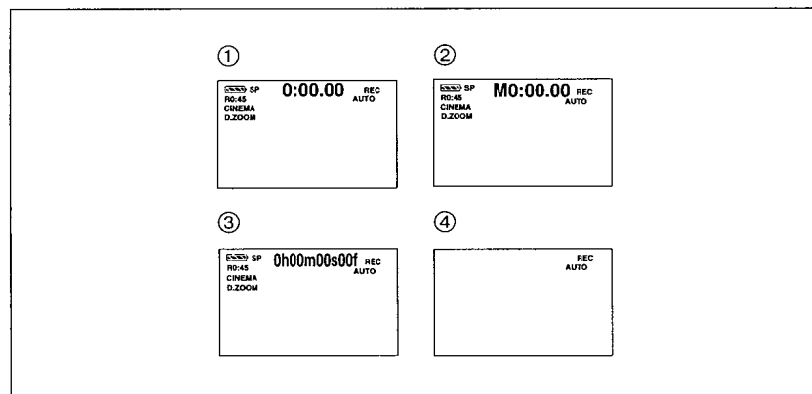 ①
SP 0:00.00 REC
R0:45 AUTO
CINEMA
D.ZOOM
②
SP M0:00.00 REC
R0:45 AUTO
CINEMA
D.ZOOM
③
SP 0h00m00s00f REC
R0:45 AUTO
CINEMA
D.ZOOM
④
REC
AUTO